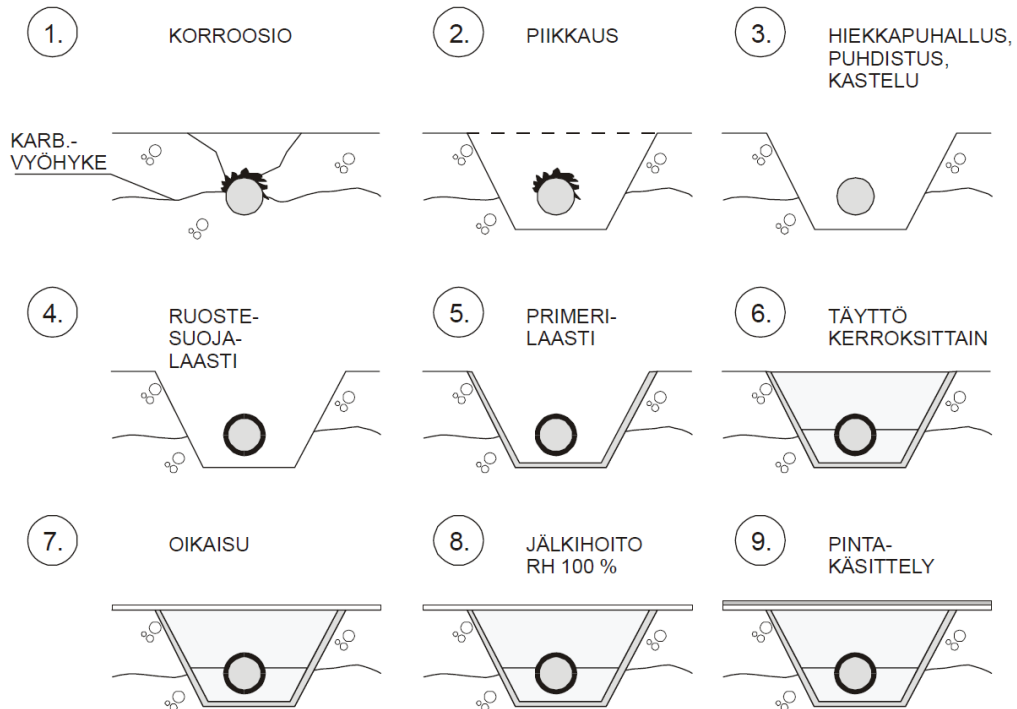 1.
KORROOSIO
2.
PIIKKAUS
3.
HIEKKAPUHALLUS,
PUHDISTUS,
KASTELU
KARB.-
VYÖHYKE
4.
RUOSTE-
SUOJA-
LAASTI
5.
PRIMERI-
LAASTI
6.
TÄYTTÖ
KERROKSITTAIN
7.
OIKAISU
8.
JÄLKIHOITO
RH 100 %
9.
PINTA-
KÄSITTELY